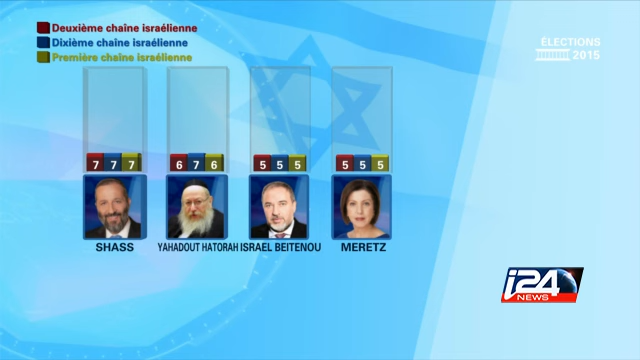 Deuxième chaîne israélienne
Dixième chaîne israélienne
Première chaîne israélienne
ÉLECTIONS
2015
7 7 7
6 7 6
5 5 5
5 5 5
SHASS
YAHADOUT HATORAH
ISRAEL BEITENOU
MERETZ
i24
NEWS